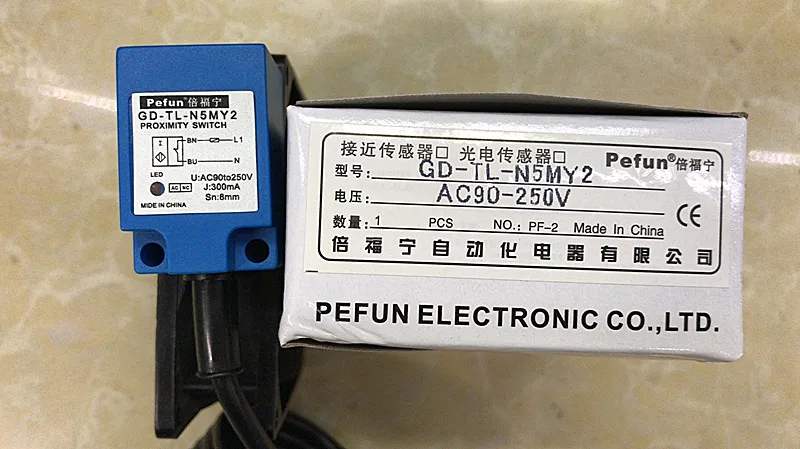 Pefun® 倍福宁
GD-TL-N5MY2
PROXIMITY SWITCH
BN L1
BU N
LED
AC NC
U:AC90to250V
J:300mA
Sn:8mm
MADE IN CHINA
接近传感器□ 光电传感器□ Pefun®倍福宁
型号: GD-TL-N5MY2
电压: AC90-250V
数量: 1 PCS NO.: PF-2 Made In China CE
倍福宁自动化电器有限公司
PEFUN ELECTRONIC CO.,LTD.